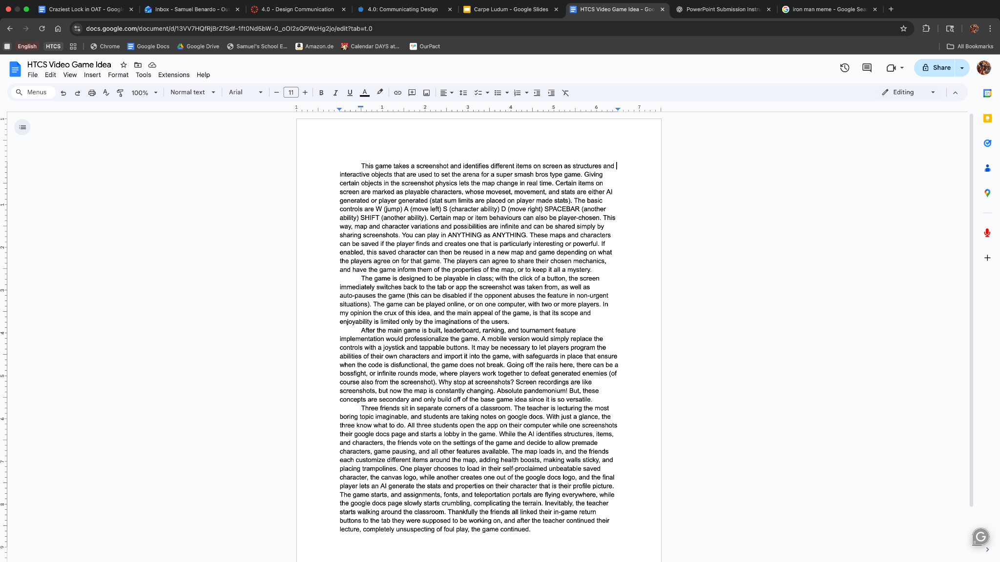 Craziest Lock in OAT - Google
Inbox - Samuel Benardo - Out
4.0 - Design Communication
4.0: Communicating Design
Carpe Ludum - Google Slides
HTCS Video Game Idea - Goo
PowerPoint Submission Instru
iron man meme - Google Sea
docs.google.com/document/d/13VV7HQfRjBrZfSdf-1ft0Nd5bW-0_oOI2sQPWcHg2jo/edit?tab=t.0
English
HTCS
Chrome
Google Docs
Google Drive
Samuel's School E...
Amazon.de
Calendar DAYS at...
OurPact
All Bookmarks
HTCS Video Game Idea
File Edit View Insert Format Tools Extensions Help
Share
Menus
100%
Normal text
Arial
11
Editing
1 1 2 3 4 5 6 7
This game takes a screenshot and identifies different items on screen as structures and
interactive objects that are used to set the arena for a super smash bros type game. Giving
certain objects in the screenshot physics lets the map change in real time. Certain items on
screen are marked as playable characters, whose moveset, movement, and stats are either AI
generated or player generated (stat sum limits are placed on player made stats). The basic
controls are W (jump) A (move left) S (character ability) D (move right) SPACEBAR (another
ability) SHIFT (another ability). Certain map or item behaviours can also be player-chosen. This
way, map and character variations and possibilities are infinite and can be shared simply by
sharing screenshots. You can play in ANYTHING as ANYTHING. These maps and characters
can be saved if the player finds and creates one that is particularly interesting or powerful. If
enabled, this saved character can then be reused in a new map and game depending on what
the players agree on for that game. The players can agree to share their chosen mechanics,
and have the game inform them of the properties of the map, or to keep it all a mystery.
The game is designed to be playable in class; with the click of a button, the screen
immediately switches back to the tab or app the screenshot was taken from, as well as
auto-pauses the game (this can be disabled if the opponent abuses the feature in non-urgent
situations). The game can be played online, or on one computer, with two or more players. In
my opinion the crux of this idea, and the main appeal of the game, is that its scope and
enjoyability is limited only by the imaginations of the users.
After the main game is built, leaderboard, ranking, and tournament feature
implementation would professionalize the game. A mobile version would simply replace the
controls with a joystick and tappable buttons. It may be necessary to let players program the
abilities of their own characters and import it into the game, with safeguards in place that ensure
when the code is disfunctional, the game does not break. Going off the rails here, there can be a
bossfight, or infinite rounds mode, where players work together to defeat generated enemies (of
course also from the screenshot). Why stop at screenshots? Screen recordings are like
screenshots, but now the map is constantly changing. Absolute pandemonium! But, these
concepts are secondary and only build off of the base game idea since it is so versatile.
Three friends sit in separate corners of a classroom. The teacher is lecturing the most
boring topic imaginable, and students are taking notes on google docs. With just a glance, the
three know what to do. All three students open the app on their computer while one screenshots
their google docs page and starts a lobby in the game. While the AI identifies structures, items,
and characters, the friends vote on the settings of the game and decide to allow premade
characters, game pausing, and all other features available. The map loads in, and the friends
each customize different items around the map, adding health boosts, making walls sticky, and
placing trampolines. One player chooses to load in their self-proclaimed unbeatable saved
character, the canvas logo, while another creates one out of the google docs logo, and the final
player lets an AI generate the stats and properties on their character that is their profile picture.
The game starts, and assignments, fonts, and teleportation portals are flying everywhere, while
the google docs page slowly starts crumbling, complicating the terrain. Inevitably, the teacher
starts walking around the classroom. Thankfully the friends all linked their in-game return
buttons to the tab they were supposed to be working on, and after the teacher continued their
lecture, completely unsuspecting of foul play, the game continued.